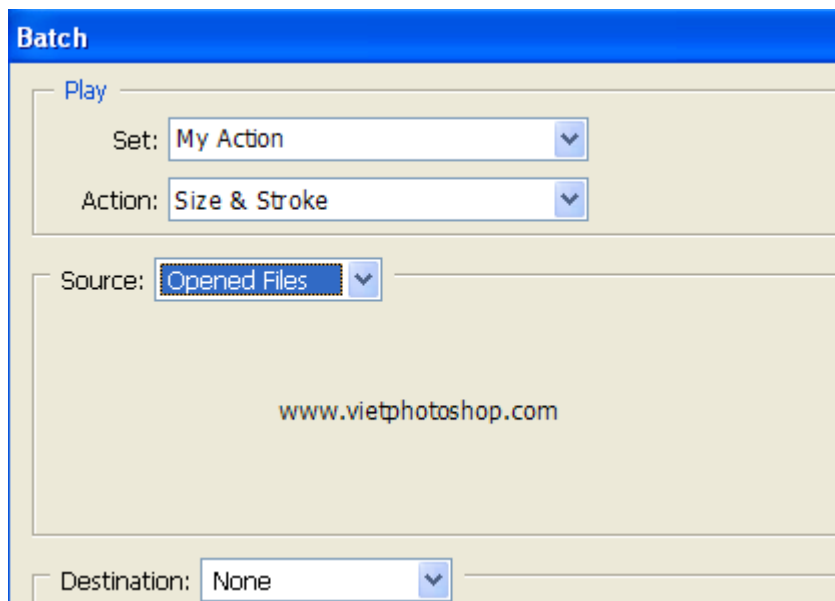 Batch
Play
Set: My Action
Action: Size & Stroke
Source: Opened Files
www.vietphotoshop.com
Destination: None